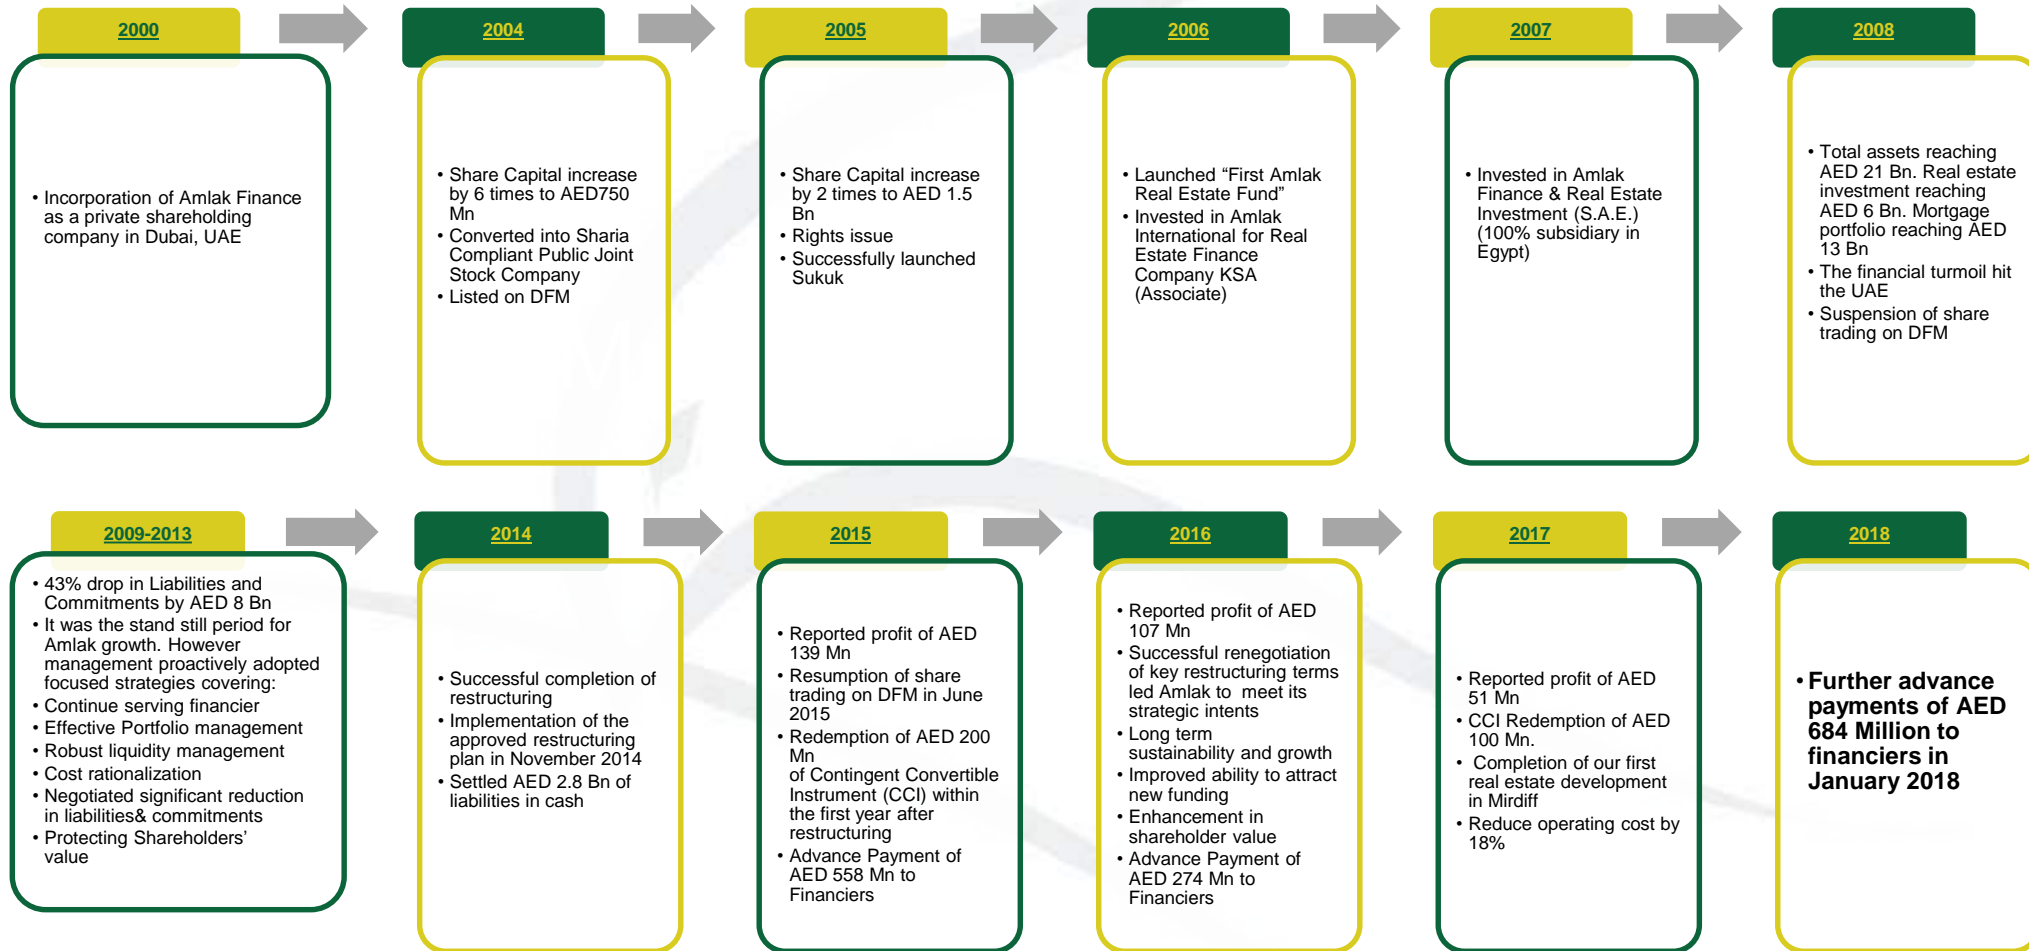 2000
• Incorporation of Amlak Finance
as a private shareholding
company in Dubai, UAE
2004
• Share Capital increase
by 6 times to AED750
Mn
• Converted into Sharia
Compliant Public Joint
Stock Company
• Listed on DFM
2005
• Share Capital increase
by 2 times to AED 1.5
Bn
• Rights issue
• Successfully launched
Sukuk
2006
• Launched “First Amlak
Real Estate Fund”
• Invested in Amlak
International for Real
Estate Finance
Company KSA
(Associate)
2007
• Invested in Amlak
Finance & Real Estate
Investment (S.A.E.)
(100% subsidiary in
Egypt)
2008
• Total assets reaching
AED 21 Bn. Real estate
investment reaching
AED 6 Bn. Mortgage
portfolio reaching AED
13 Bn
• The financial turmoil hit
the UAE
• Suspension of share
trading on DFM
2009-2013
• 43% drop in Liabilities and
Commitments by AED 8 Bn
• It was the stand still period for
Amlak growth. However
management proactively adopted
focused strategies covering:
• Continue serving financier
• Effective Portfolio management
• Robust liquidity management
• Cost rationalization
• Negotiated significant reduction
in liabilities& commitments
• Protecting Shareholders’
value
2014
• Successful completion of
restructuring
• Implementation of the
approved restructuring
plan in November 2014
• Settled AED 2.8 Bn of
liabilities in cash
2015
• Reported profit of AED
139 Mn
• Resumption of share
trading on DFM in June
2015
• Redemption of AED 200
Mn
of Contingent Convertible
Instrument (CCI) within
the first year after
restructuring
• Advance Payment of
AED 558 Mn to
Financiers
2016
• Reported profit of AED
107 Mn
• Successful renegotiation
of key restructuring terms
led Amlak to meet its
strategic intents
• Long term
sustainability and growth
• Improved ability to attract
new funding
• Enhancement in
shareholder value
• Advance Payment of
AED 274 Mn to
Financiers
2017
• Reported profit of AED
51 Mn
• CCI Redemption of AED
100 Mn.
• Completion of our first
real estate development
in Mirdiff
• Reduce operating cost by
18%
2018
• Further advance
payments of AED
684 Million to
financiers in
January 2018